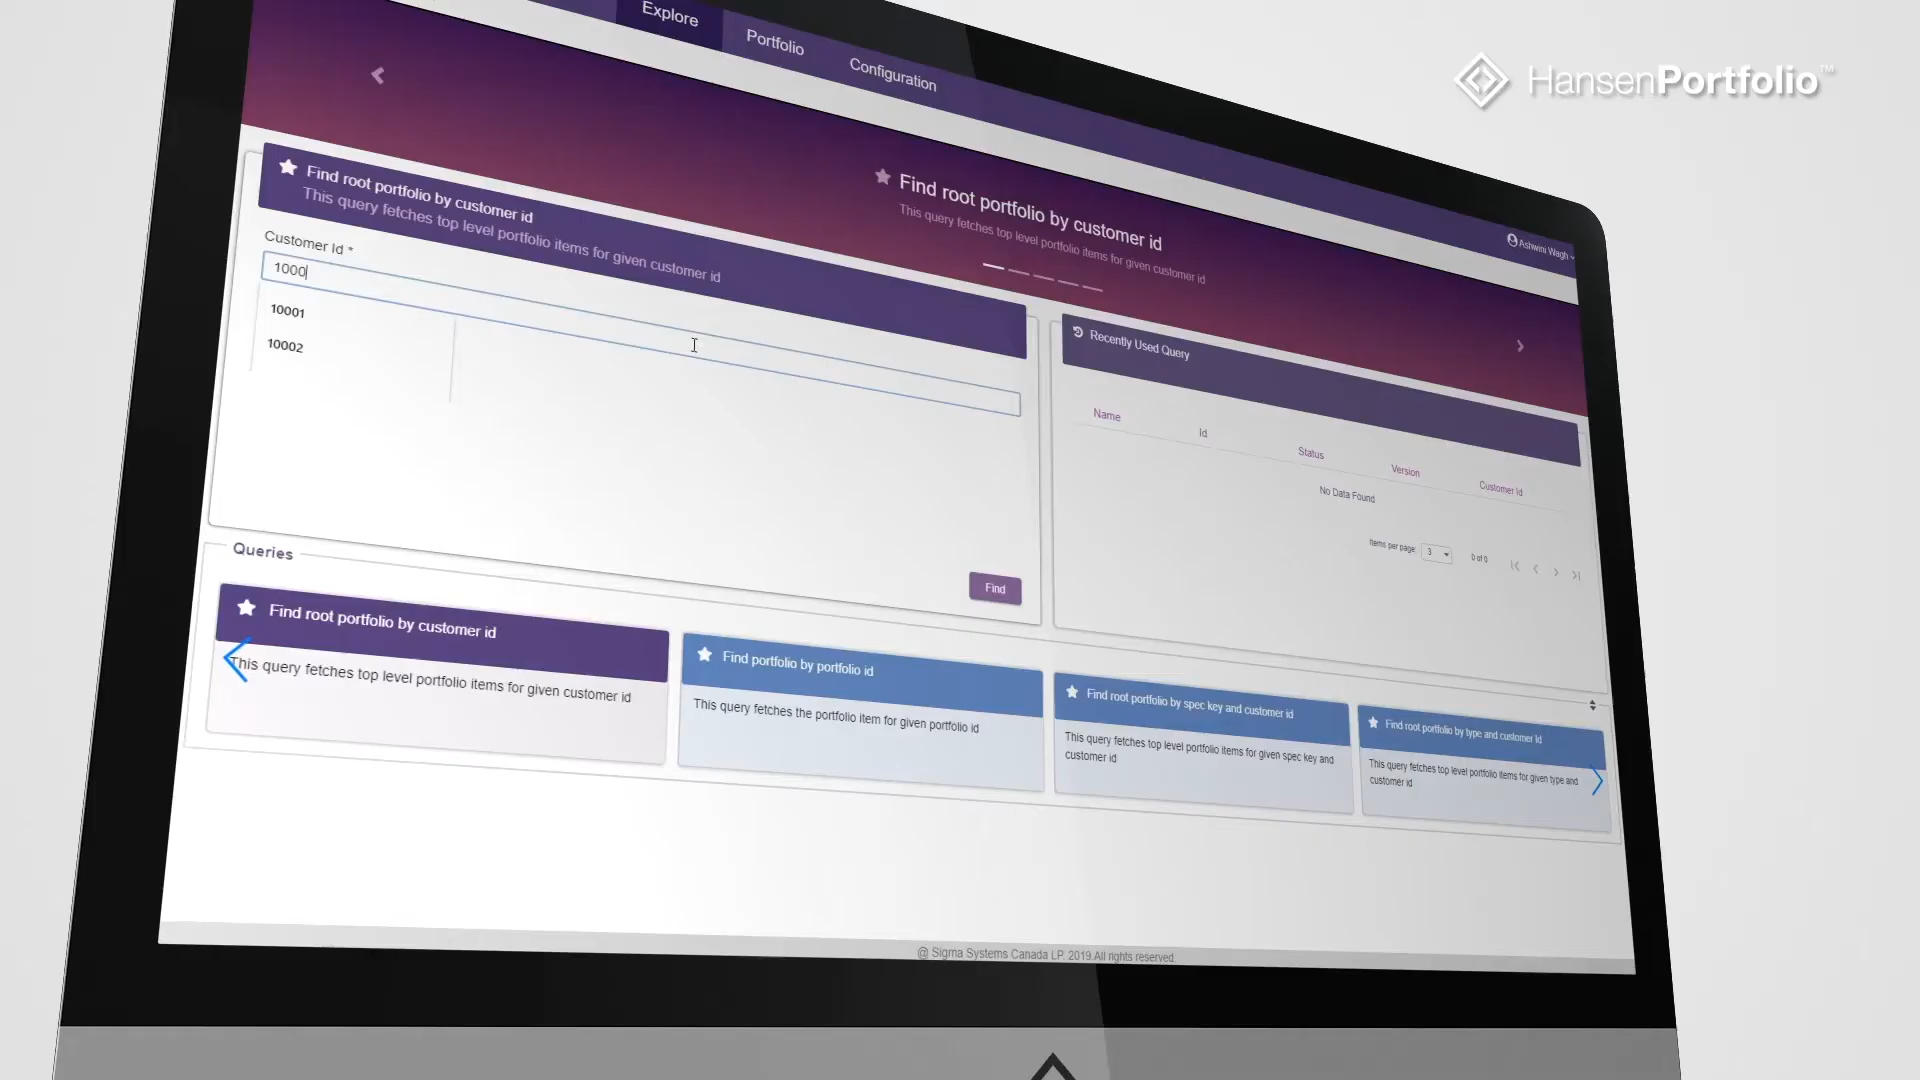 Explore
Portfolio
Configuration
HansenPortfolio™
Ashwini Wagh
Find root portfolio by customer id
This query fetches top level portfolio items for given customer id
Find root portfolio by customer id
This query fetches top level portfolio items for given customer id
Customer Id *
1000
10001
10002
Find
Recently Used Query
Name Id Status Version Customer Id
No Data Found
Items per page: 3 0 of 0
Queries
Find root portfolio by customer id
This query fetches top level portfolio items for given customer id
Find portfolio by portfolio id
This query fetches the portfolio item for given portfolio id
Find root portfolio by spec key and customer id
This query fetches top level portfolio items for given spec key and
customer id
Find root portfolio by type and customer id
This query fetches top level portfolio items for given type and
customer id
@ Sigma Systems Canada LP. 2019.All rights reserved.